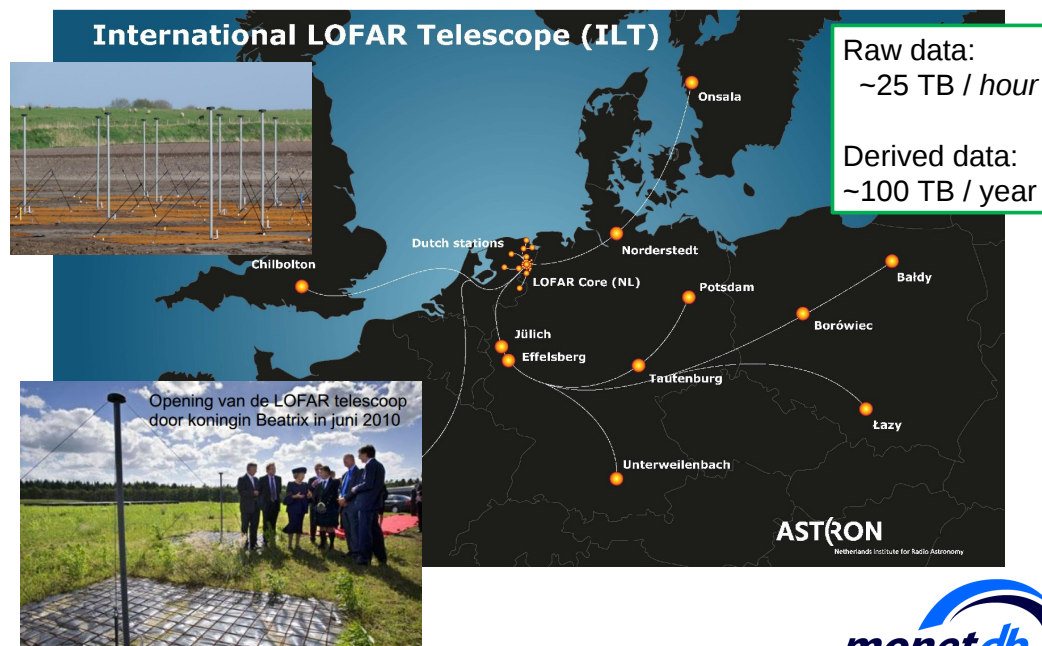 International LOFAR Telescope (ILT)
Raw data:
~25 TB / hour
Derived data:
~100 TB / year
Onsala
Dutch stations
Norderstedt
Chilbolton
LOFAR Core (NL)
Potsdam
Bałdy
Borówiec
Jülich
Effelsberg
Tautenburg
Łazy
Opening van de LOFAR telescoop
door koningin Beatrix in juni 2010
Unterweilenbach
ASTRON
Netherlands Institute for Radio Astronomy
monetdb